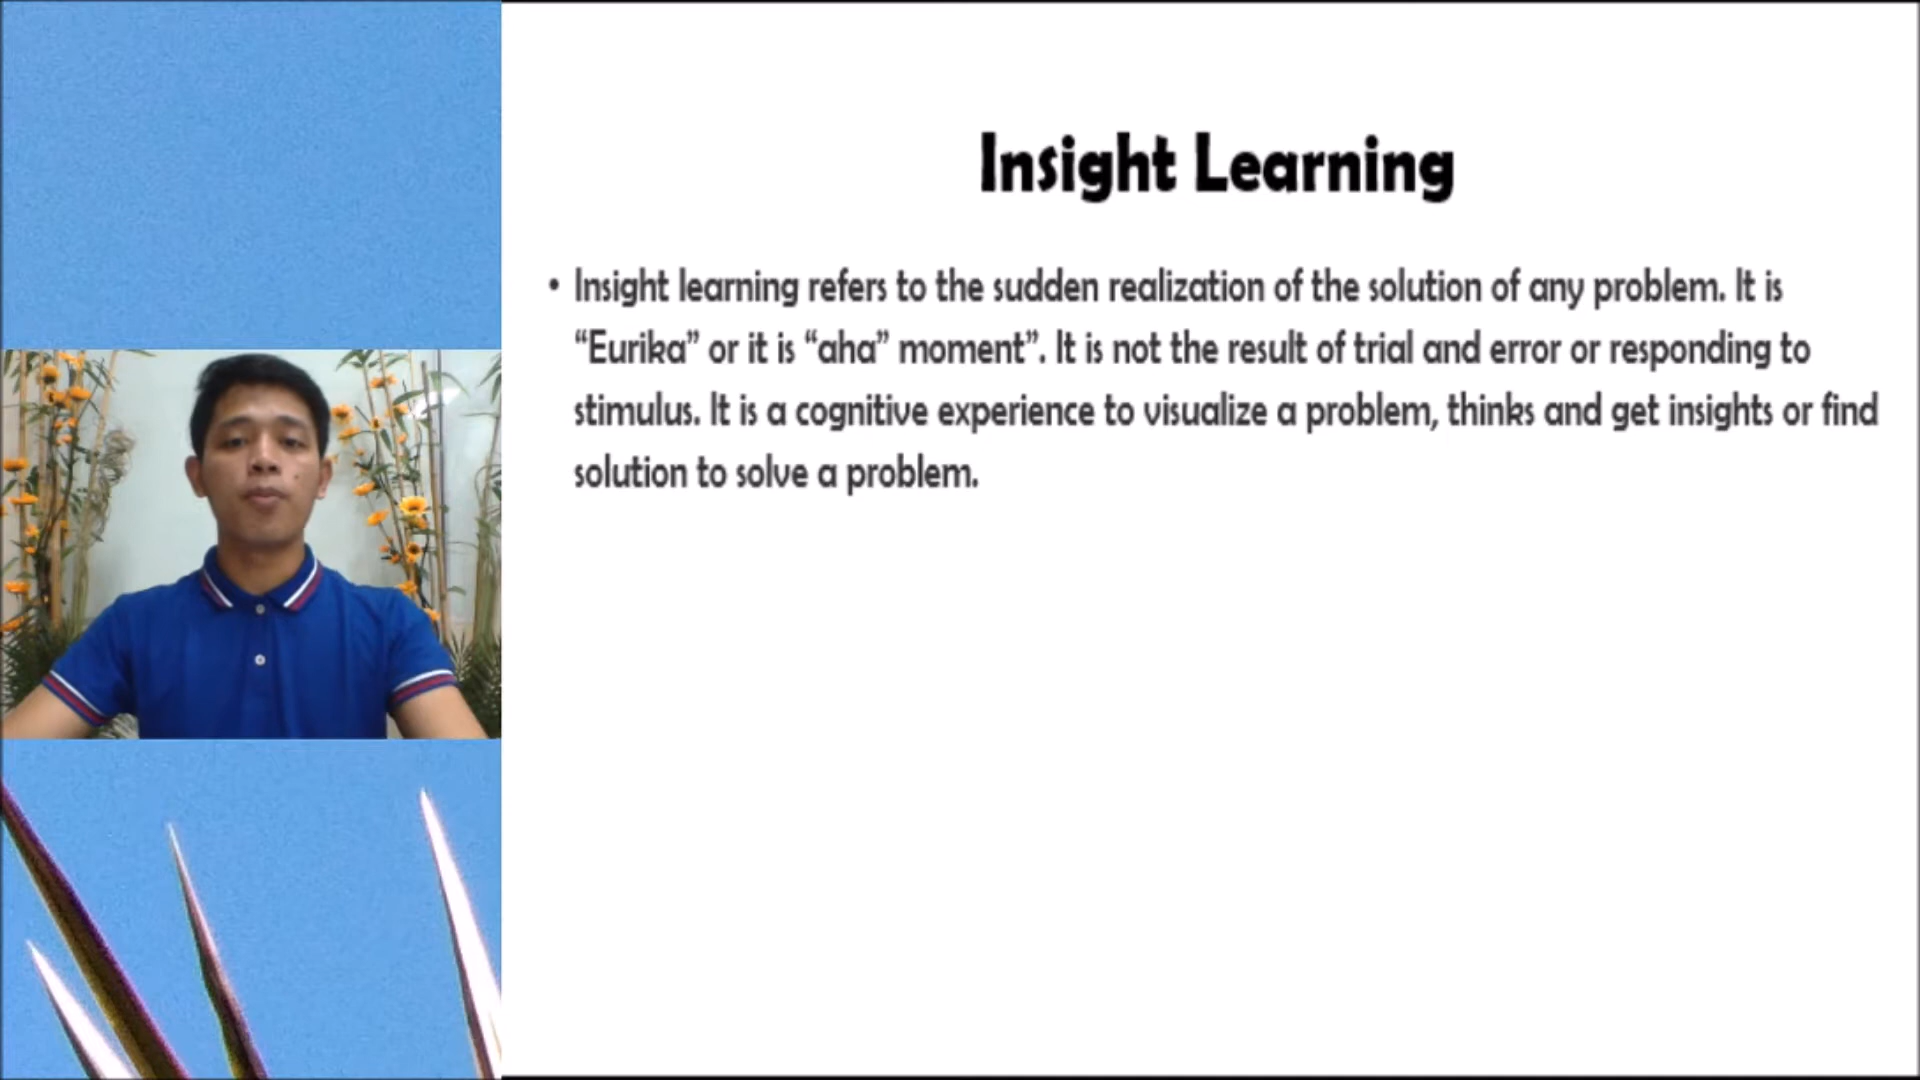 Insight Learning
• Insight learning refers to the sudden realization of the solution of any problem. It is
“Eurika” or it is “aha” moment”. It is not the result of trial and error or responding to
stimulus. It is a cognitive experience to visualize a problem, thinks and get insights or find
solution to solve a problem.